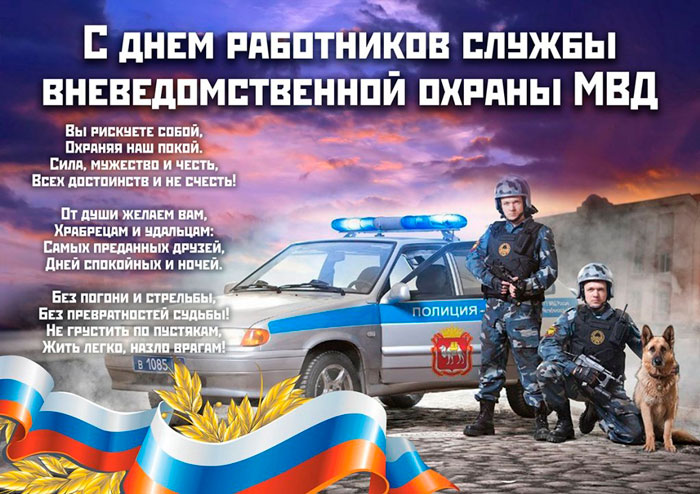 С днем работников службы
вневедомственной охраны МВД
Вы рискуете собой,
Охраняя наш покой.
Сила, мужество и честь,
Всех достоинств и не счесть!
От души желаем вам,
Храбрецам и удальцам:
Самых преданных друзей,
Дней спокойных и ночей.
Без погони и стрельбы,
Без превратностей судьбы!
Не грустить по пустякам,
Жить легко, назло врагам!
ПОЛИЦИЯ
В 1085